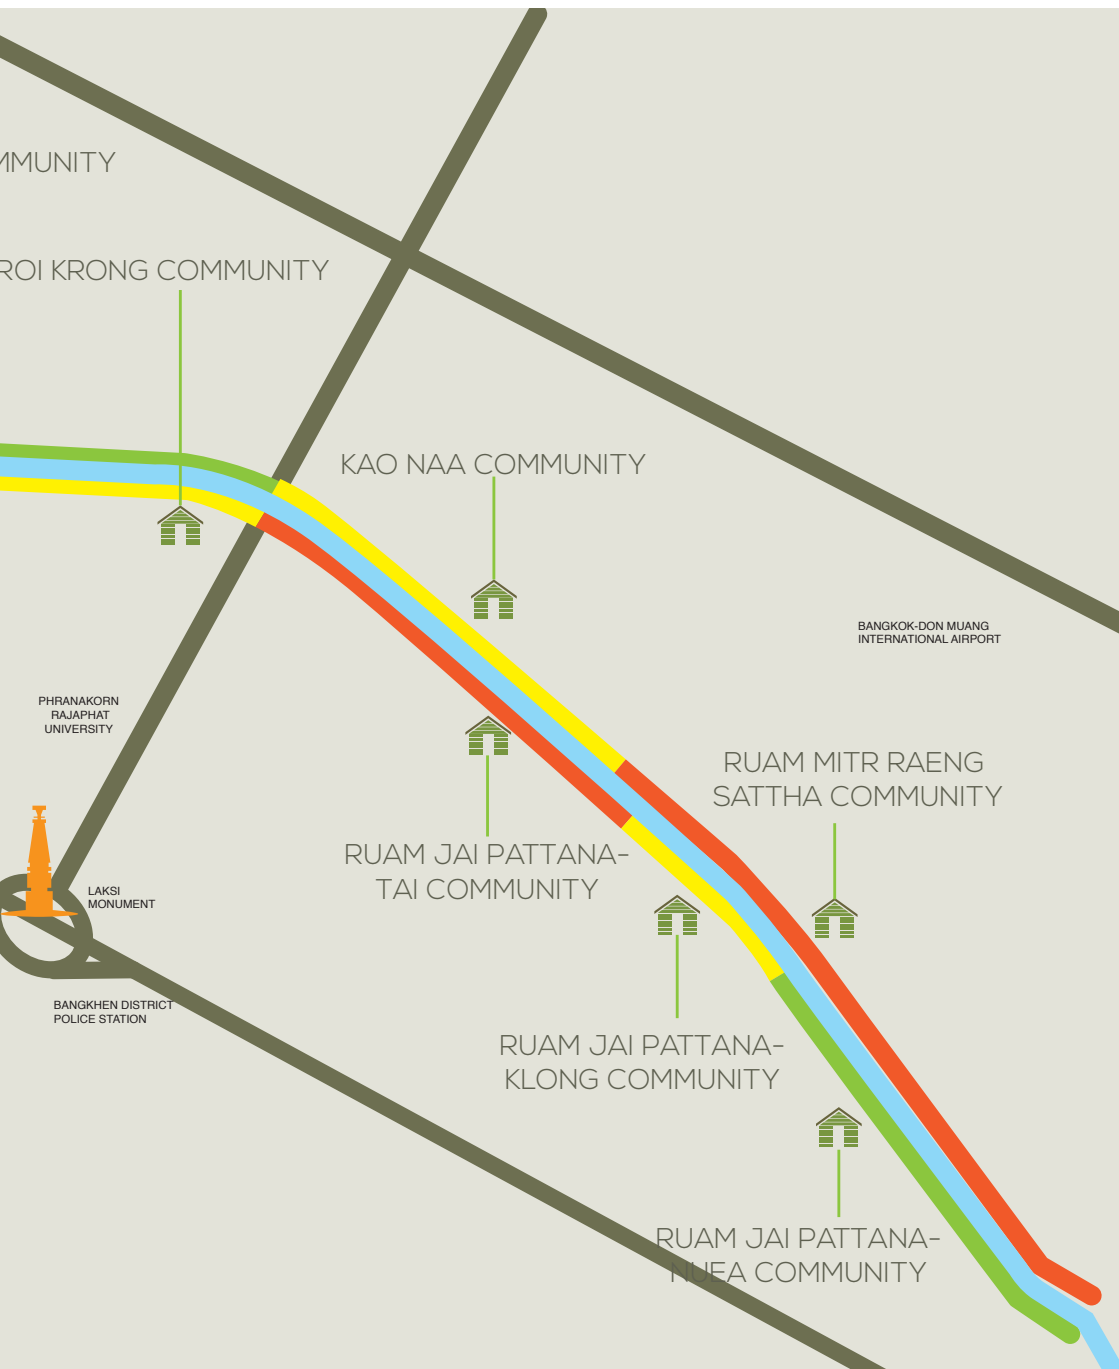 MMUNITY
ROI KRONG COMMUNITY
KAO NAA COMMUNITY
BANGKOK-DON MUANG
INTERNATIONAL AIRPORT
PHRANAKORN
RAJAPHAT
UNIVERSITY
RUAM MITR RAENG
SATTHA COMMUNITY
RUAM JAI PATTANA-
TAI COMMUNITY
LAKSI
MONUMENT
BANGKHEN DISTRICT
POLICE STATION
RUAM JAI PATTANA-
KLONG COMMUNITY
RUAM JAI PATTANA-
NUEA COMMUNITY